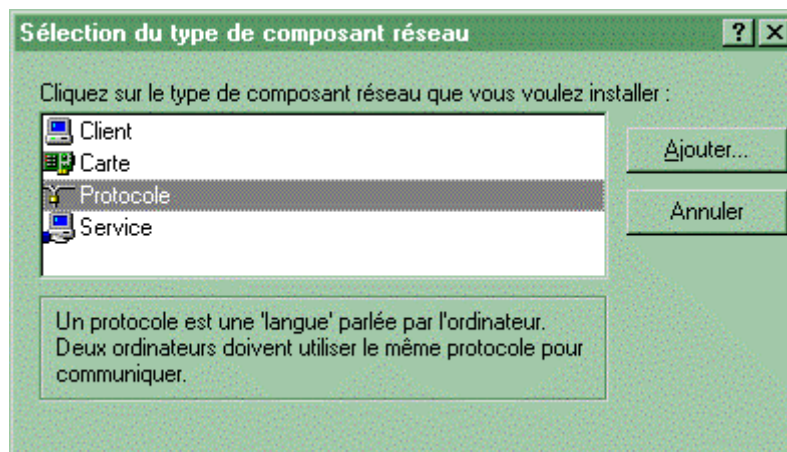 Sélection du type de composant réseau
Cliquez sur le type de composant réseau que vous voulez installer :
Client
Carte
Protocole
Service
Ajouter...
Annuler
Un protocole est une 'langue' parlée par l'ordinateur.
Deux ordinateurs doivent utiliser le même protocole pour
communiquer.